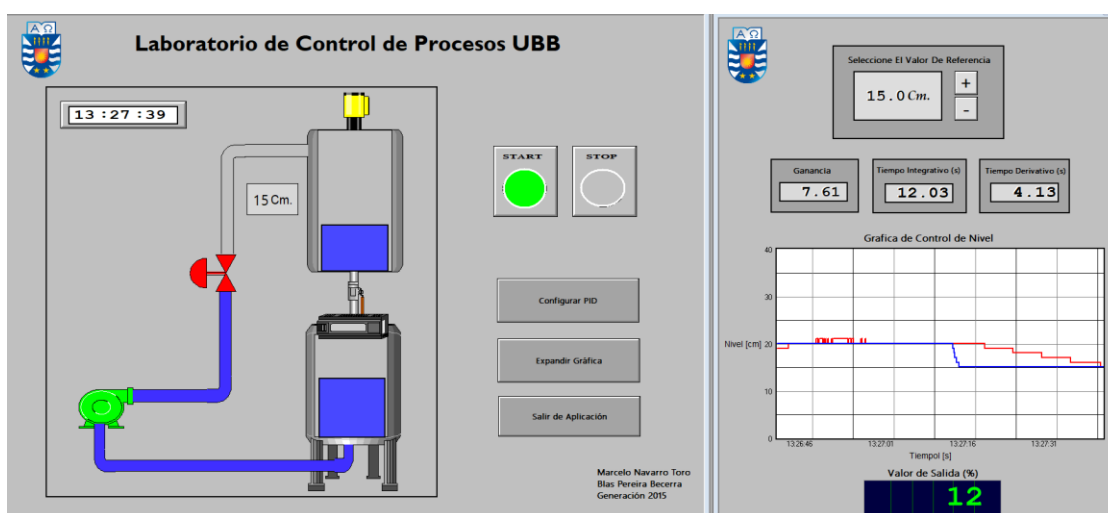 ΑΩ
Laboratorio de Control de Procesos UBB
13:27:39
15 Cm.
START
STOP
Configurar PID
Expandir Gráfica
Salir de Aplicación
Marcelo Navarro Toro
Blas Pereira Becerra
Generación 2015
ΑΩ
Seleccione El Valor De Referencia
15.0 Cm.
+
-
Ganancia
7.61
Tiempo Integrativo (s)
12.03
Tiempo Derivativo (s)
4.13
Grafica de Control de Nivel
40
30
Nivel [cm] 20
10
0
13:26:46 13:27:01 13:27:16 13:27:31
Tiempol [s]
Valor de Salida (%)
12